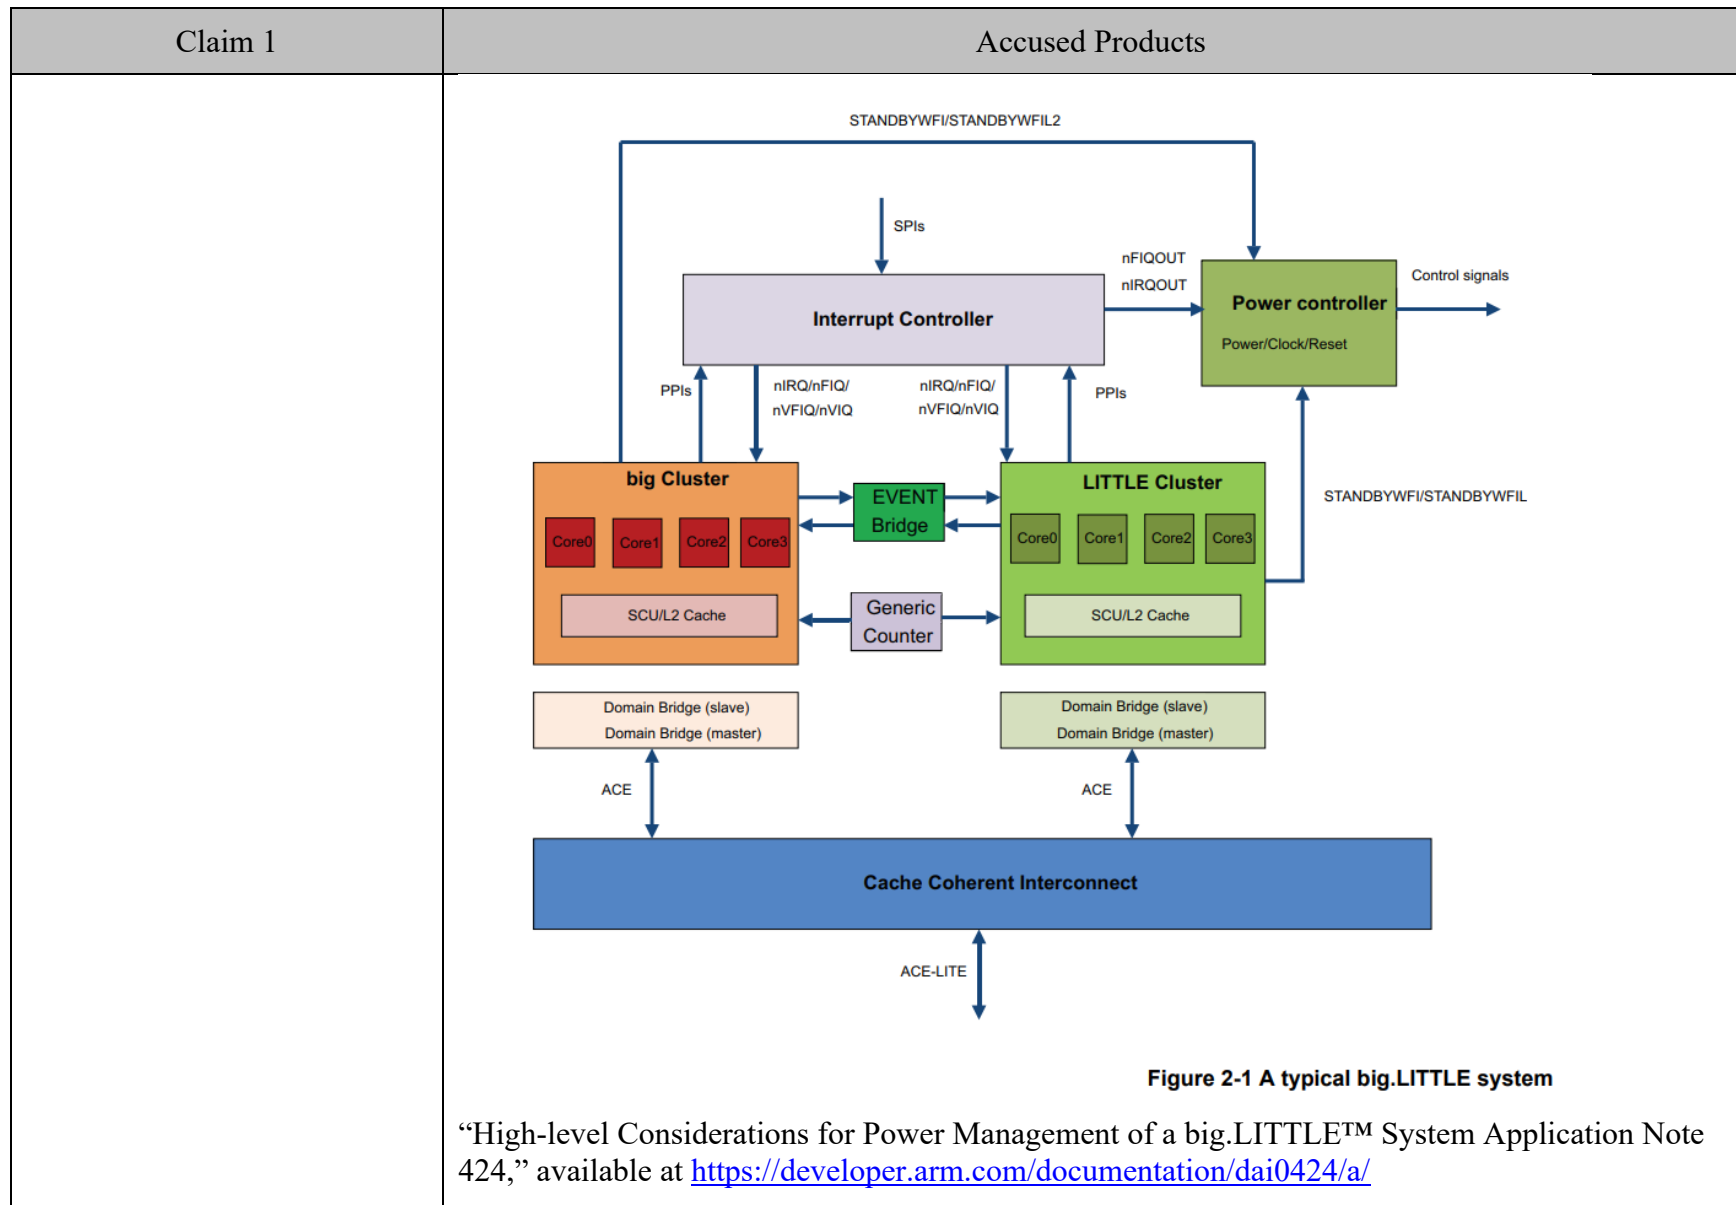 Claim 1
Accused Products
STANDBYWFI/STANDBYWFIL2
SPIs
nFIQOUT
nIRQOUT
Control signals
Interrupt Controller
Power controller
Power/Clock/Reset
PPIs
nIRQ/nFIQ/
nVFIQ/nVIQ
nIRQ/nFIQ/
nVFIQ/nVIQ
PPIs
big Cluster
EVENT
Bridge
LITTLE Cluster
STANDBYWFI/STANDBYWFIL
Core0
Core1
Core2
Core3
Core0
Core1
Core2
Core3
SCU/L2 Cache
Generic
Counter
SCU/L2 Cache
Domain Bridge (slave)
Domain Bridge (master)
Domain Bridge (slave)
Domain Bridge (master)
ACE
ACE
Cache Coherent Interconnect
ACE-LITE
Figure 2-1 A typical big.LITTLE system
“High-level Considerations for Power Management of a big.LITTLE™ System Application Note
424,” available at https://developer.arm.com/documentation/dai0424/a/